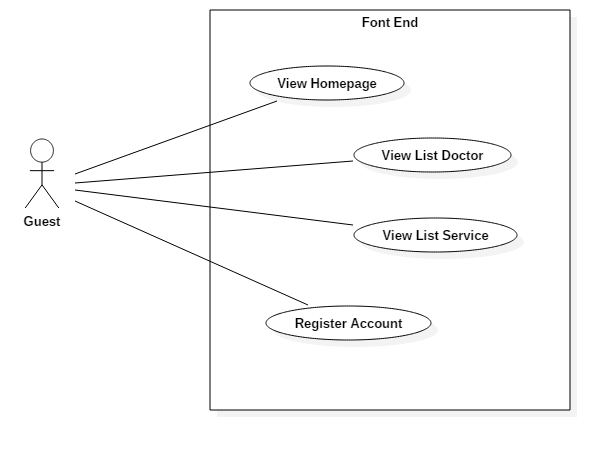 Font End
View Homepage
View List Doctor
Guest
View List Service
Register Account